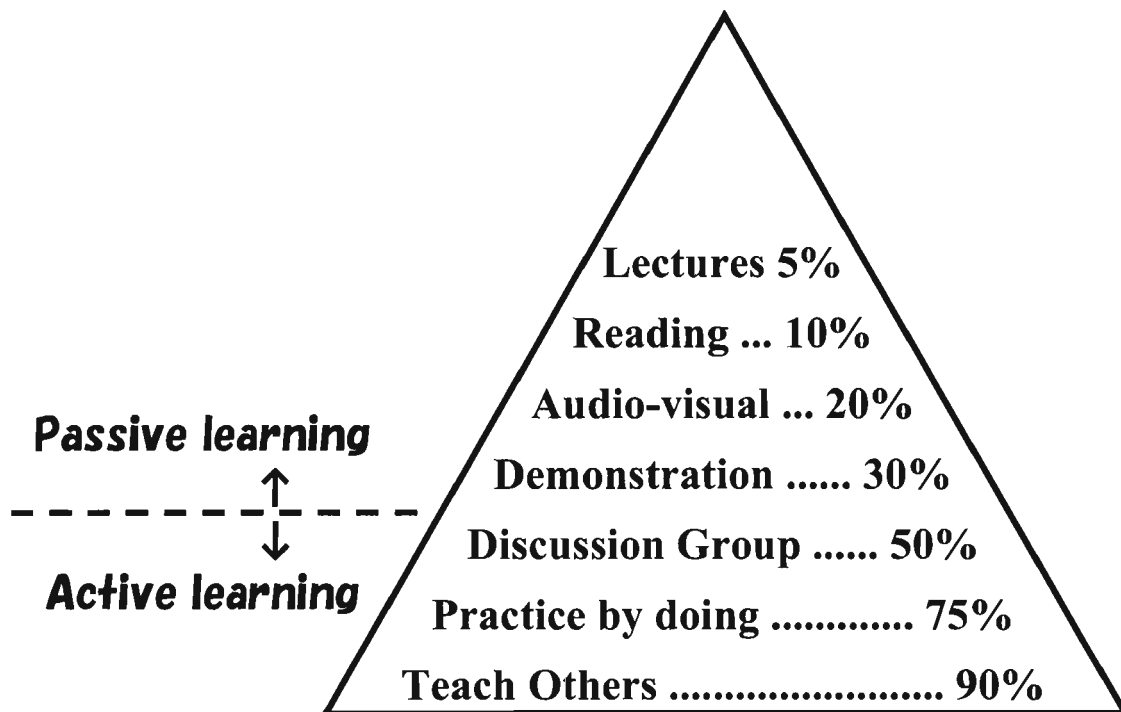 Lectures 5%
Reading ... 10%
Audio-visual ... 20%
Passive learning
Demonstration ...... 30%
↑
↓
Discussion Group ...... 50%
Active learning
Practice by doing ............. 75%
Teach Others ......................... 90%